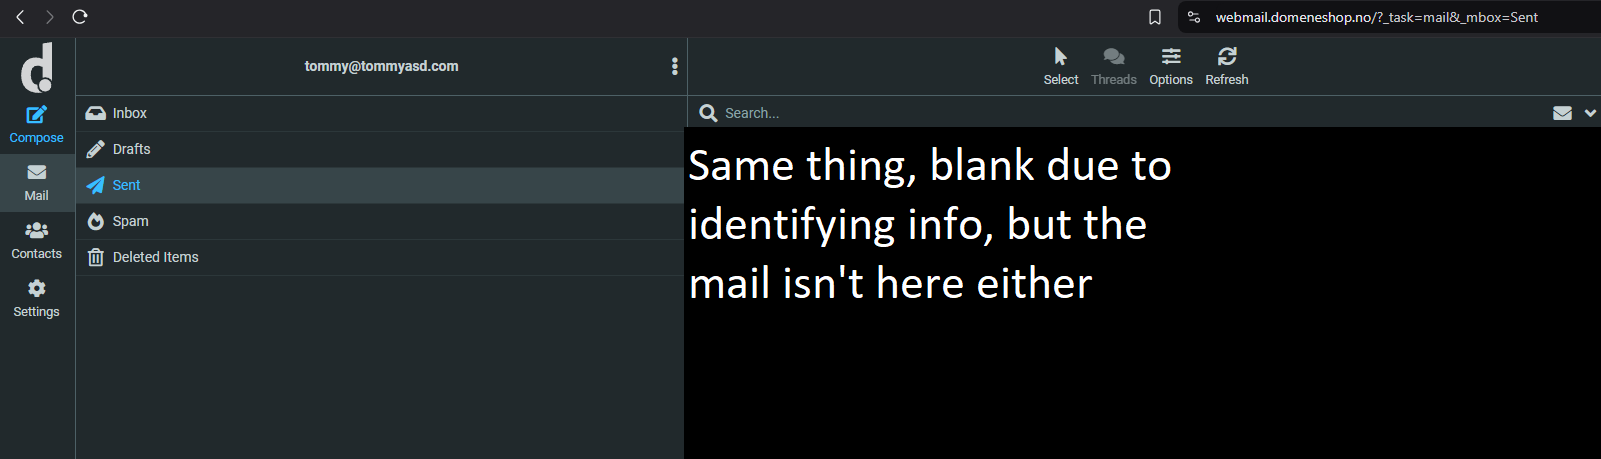 webmail.domeneshop.no/?_task=mail&_mbox=Sent
d
tommy@tommyasd.com
Select
Threads
Options
Refresh
Compose
Mail
Contacts
Settings
Inbox
Drafts
Sent
Spam
Deleted Items
Search...
Same thing, blank due to
identifying info, but the
mail isn't here either